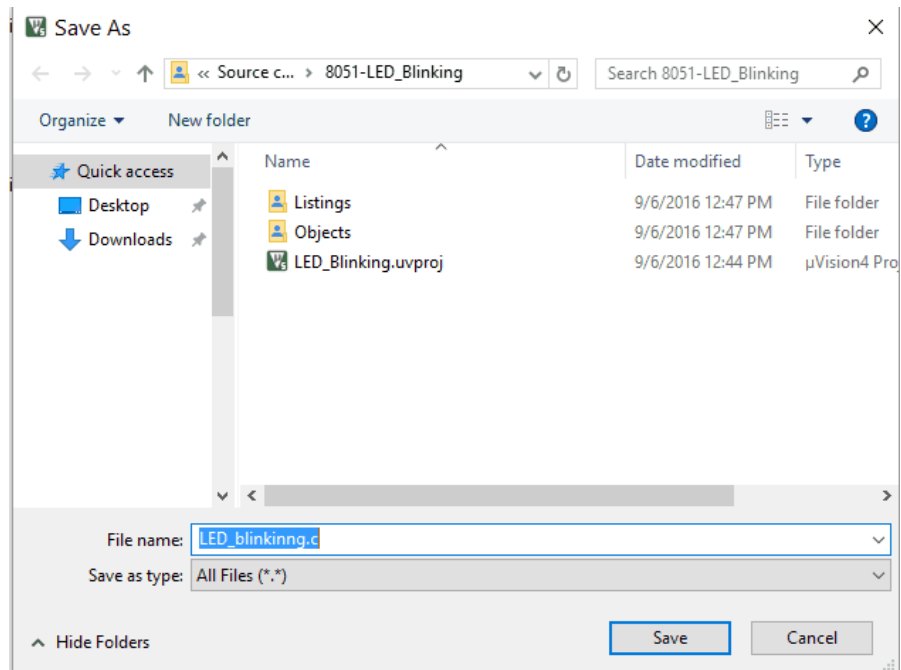 Save As
« Source c... › 8051-LED_Blinking
Search 8051-LED_Blinking
Organize
New folder
Quick access
Desktop
Downloads
Name
Date modified
Type
Listings 9/6/2016 12:47 PM File folder
Objects 9/6/2016 12:47 PM File folder
LED_Blinking.uvproj 9/6/2016 12:44 PM µVision4 Proj
File name: LED_blinkinng.c
Save as type: All Files (*.*)
Hide Folders
Save
Cancel